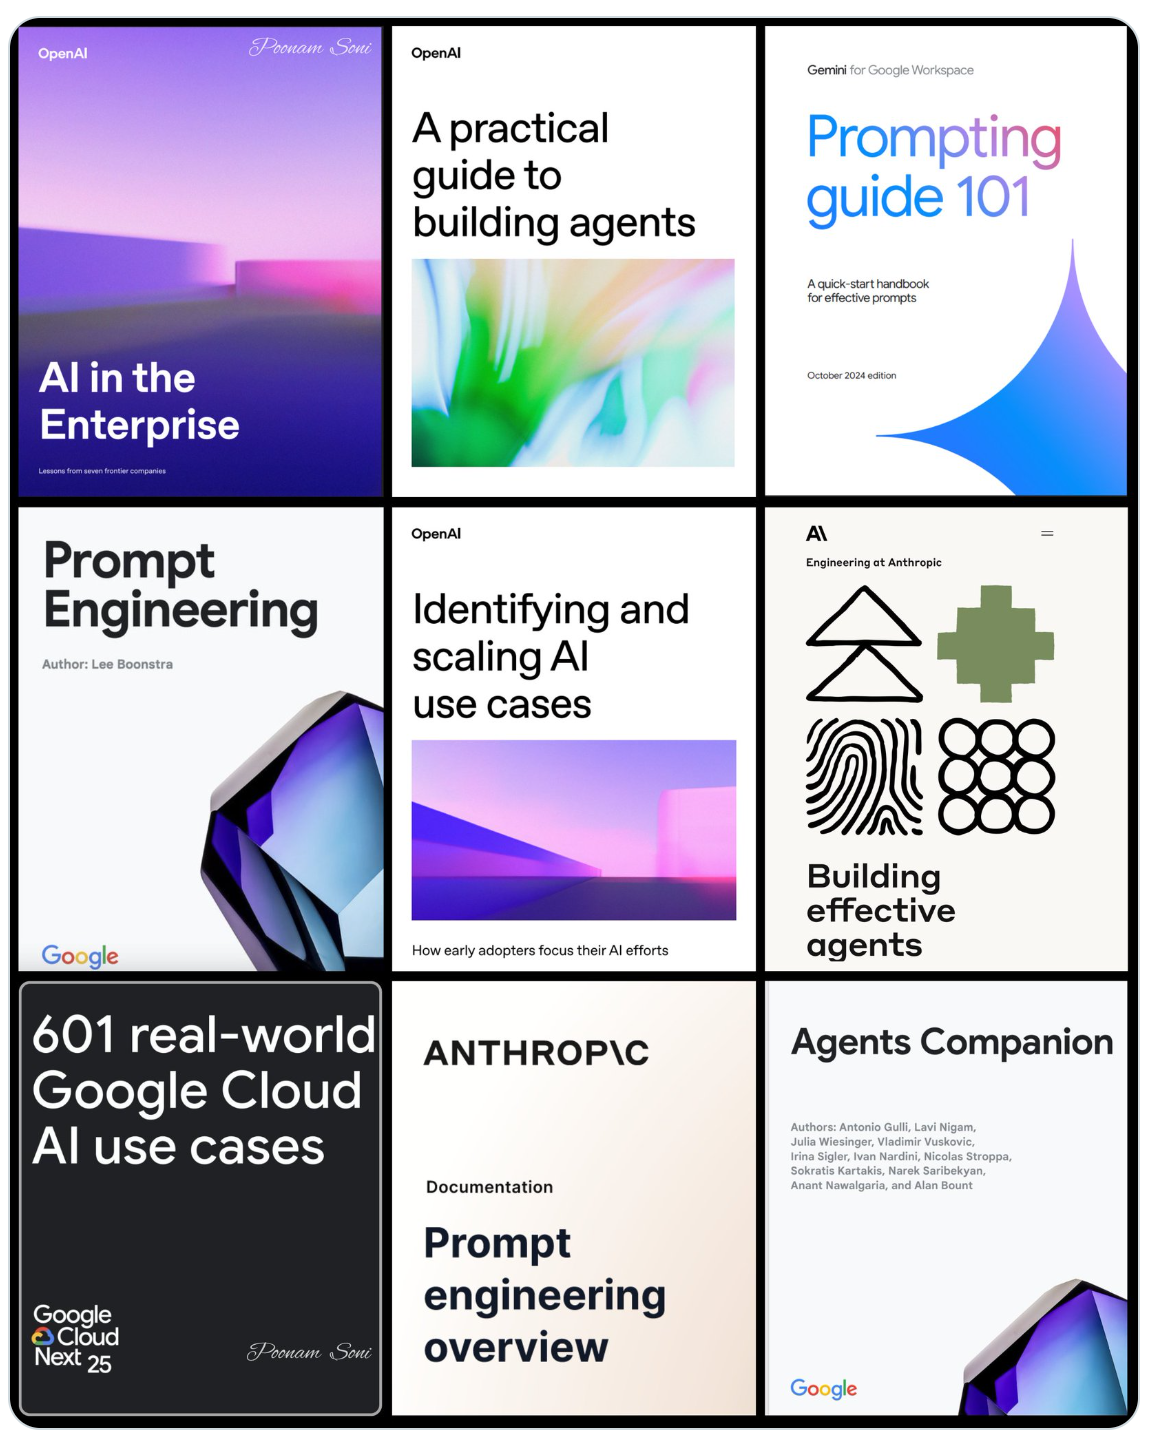 OpenAI
Poonam Soni
AI in the
Enterprise
Lessons from seven frontier companies
OpenAI
A practical
guide to
building agents
Gemini for Google Workspace
Prompting
guide 101
A quick-start handbook
for effective prompts
October 2024 edition
Prompt
Engineering
Author: Lee Boonstra
Google
OpenAI
Identifying and
scaling AI
use cases
How early adopters focus their AI efforts
A\
Engineering at Anthropic
Building
effective
agents
601 real-world
Google Cloud
AI use cases
Google
Cloud
Next 25
Poonam Soni
ANTHROP\C
Documentation
Prompt
engineering
overview
Agents Companion
Authors: Antonio Gulli, Lavi Nigam,
Julia Wiesinger, Vladimir Vuskovic,
Irina Sigler, Ivan Nardini, Nicolas Stroppa,
Sokratis Kartakis, Narek Saribekyan,
Anant Nawalgaria, and Alan Bount
Google